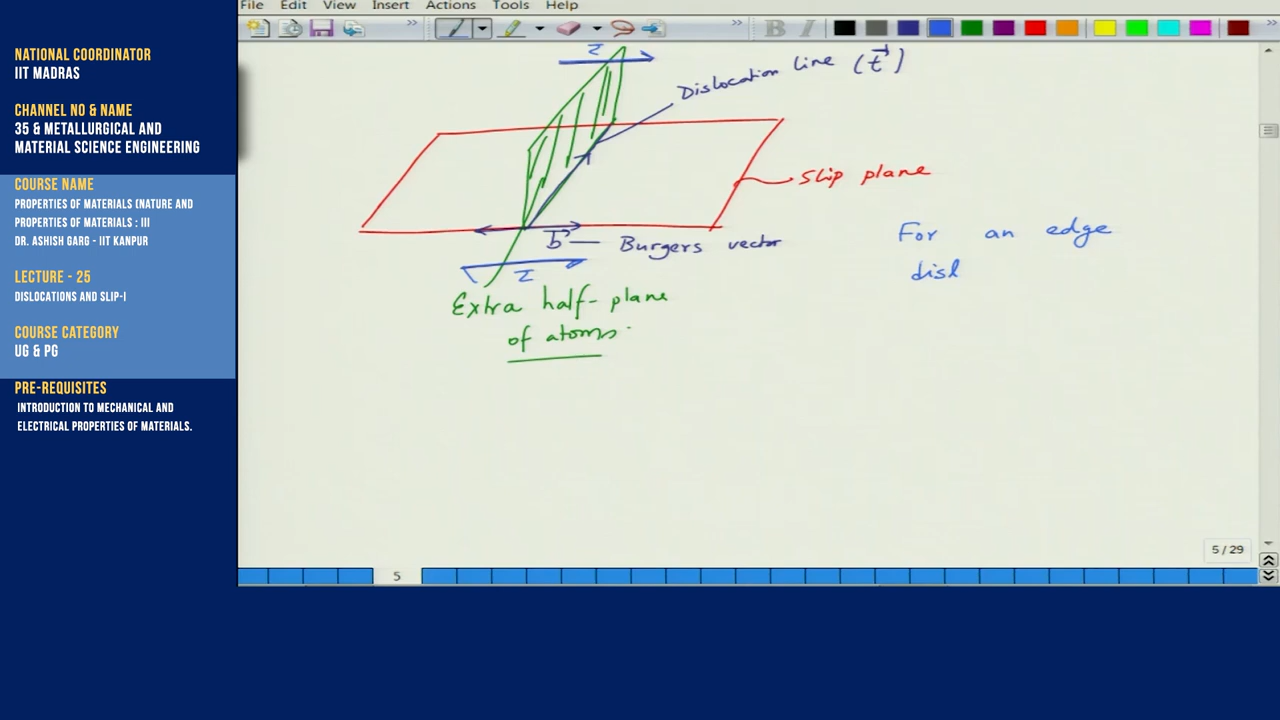 File Edit View Insert Actions Tools Help
NATIONAL COORDINATOR
IIT MADRAS
CHANNEL NO & NAME
35 & METALLURGICAL AND
MATERIAL SCIENCE ENGINEERING
COURSE NAME
PROPERTIES OF MATERIALS (NATURE AND
PROPERTIES OF MATERIALS : III
DR. ASHISH GARG - IIT KANPUR
LECTURE - 25
DISLOCATIONS AND SLIP-I
COURSE CATEGORY
UG & PG
PRE-REQUISITES
INTRODUCTION TO MECHANICAL AND
ELECTRICAL PROPERTIES OF MATERIALS.
τ
Dislocation line (t⃗)
Slip plane
b⃗ — Burgers vector
τ
Extra half-plane
of atoms.
For an edge
disl
5 / 29
5